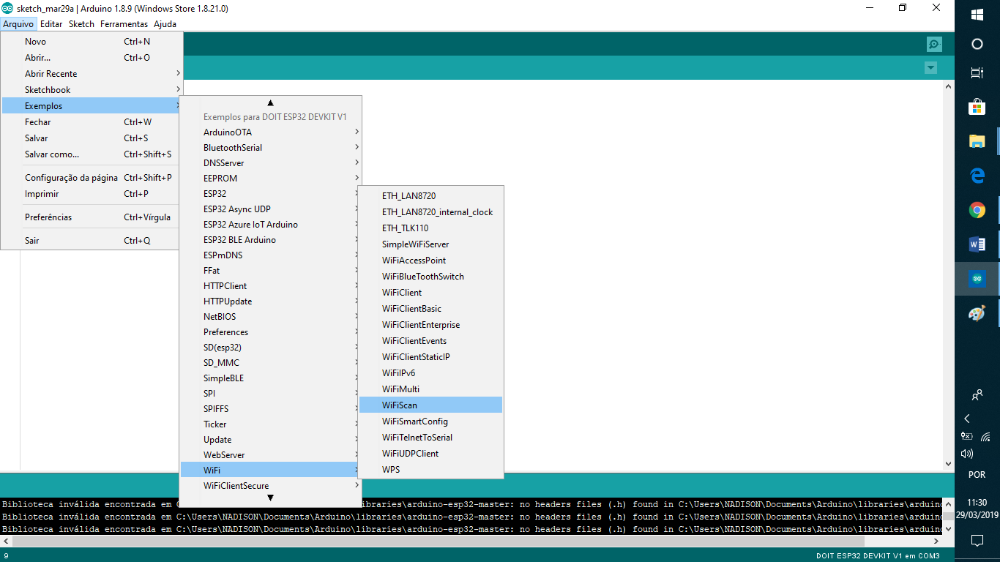 sketch_mar29a | Arduino 1.8.9 (Windows Store 1.8.21.0)
Arquivo Editar Sketch Ferramentas Ajuda
Novo Ctrl+N
Abrir... Ctrl+O
Abrir Recente
Sketchbook
Exemplos
Fechar Ctrl+W
Salvar Ctrl+S
Salvar como... Ctrl+Shift+S
Configuração da página Ctrl+Shift+P
Imprimir Ctrl+P
Preferências Ctrl+Vírgula
Sair Ctrl+Q
Exemplos para DOIT ESP32 DEVKIT V1
ArduinoOTA
BluetoothSerial
DNSServer
EEPROM
ESP32
ESP32 Async UDP
ESP32 Azure IoT Arduino
ESP32 BLE Arduino
ESPmDNS
FFat
HTTPClient
HTTPUpdate
NetBIOS
Preferences
SD(esp32)
SD_MMC
SimpleBLE
SPI
SPIFFS
Ticker
Update
WebServer
WiFi
WiFiClientSecure
ETH_LAN8720
ETH_LAN8720_internal_clock
ETH_TLK110
SimpleWiFiServer
WiFiAccessPoint
WiFiBlueToothSwitch
WiFiClient
WiFiClientBasic
WiFiClientEnterprise
WiFiClientEvents
WiFiClientStaticIP
WiFiIPv6
WiFiMulti
WiFiScan
WiFiSmartConfig
WiFiTelnetToSerial
WiFiUDPClient
WPS
Biblioteca inválida encontrada em C ibraries\arduino-esp32-master: no headers files (.h) found in C:\Users\NADISON\Documents\Arduino\libraries\arduin
Biblioteca inválida encontrada em C:\Users\NADISON\Documents\Arduino\libraries\arduino-esp32-master: no headers files (.h) found in C:\Users\NADISON\Documents\Arduino\libraries\arduin
Biblioteca inválida encontrada em C:\Users\NADISON\Documents\Arduino\libraries\arduino-esp32-master: no headers files (.h) found in C:\Users\NADISON\Documents\Arduino\libraries\arduin
9 DOIT ESP32 DEVKIT V1 em COM3
POR
11:30
29/03/2019